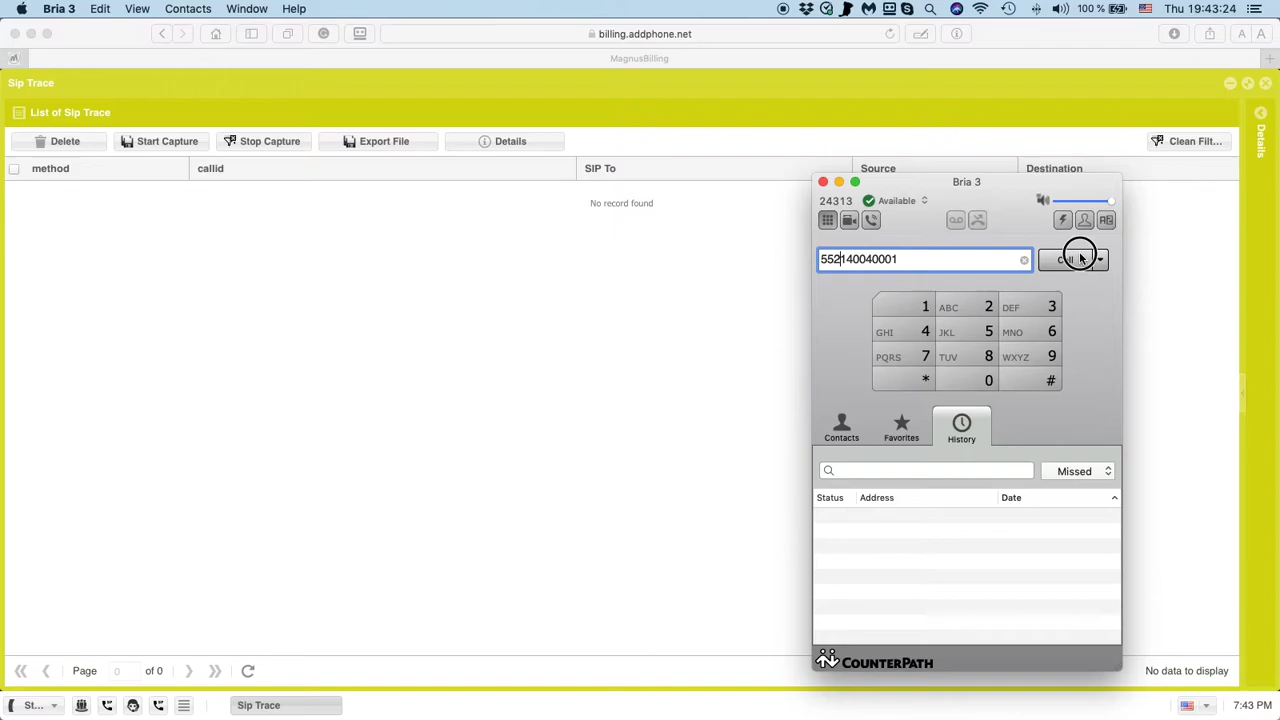 Bria 3 Edit View Contacts Window Help 100 % Thu 19:43:24
billing.addphone.net A A
MagnusBilling
Sip Trace
List of Sip Trace
Delete Start Capture Stop Capture Export File Details Clean Filt... Details
method callid SIP To Source Destination
No record found
Bria 3
24313 Available
552140040001 Call
1 ABC 2 DEF 3
GHI 4 JKL 5 MNO 6
PQRS 7 TUV 8 WXYZ 9
* 0 #
Contacts Favorites History
Missed
Status Address Date
COUNTERPATH
Page 0 of 0 No data to display
St... Sip Trace 7:43 PM